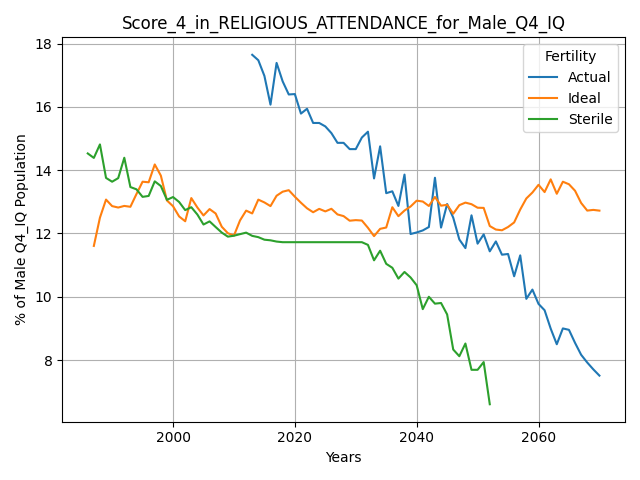 Score_4_in_RELIGIOUS_ATTENDANCE_for_Male_Q4_IQ
% of Male Q4_IQ Population
18
16
14
12
10
8
Fertility
Actual
Ideal
Sterile
2000
2020
2040
2060
Years